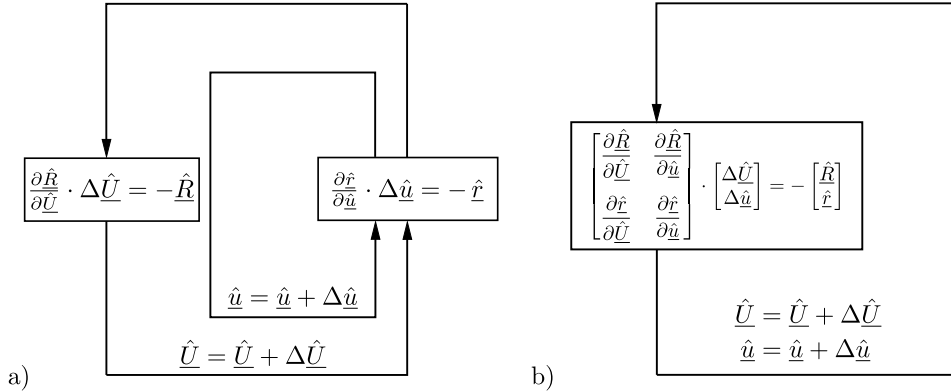 ∂R̲̂/∂Û̲ · ΔÛ̲ = −R̲̂
∂r̲̂/∂û̲ · Δû̲ = − r̲̂
û̲ = û̲ + Δû̲
Û̲ = Û̲ + ΔÛ̲
a)
[∂R̲̂/∂Û̲ ∂R̲̂/∂û̲
∂r̲̂/∂Û̲ ∂r̲̂/∂û̲] · [ΔÛ̲ Δû̲] = − [R̲̂ r̲̂]
Û̲ = Û̲ + ΔÛ̲
û̲ = û̲ + Δû̲
b)